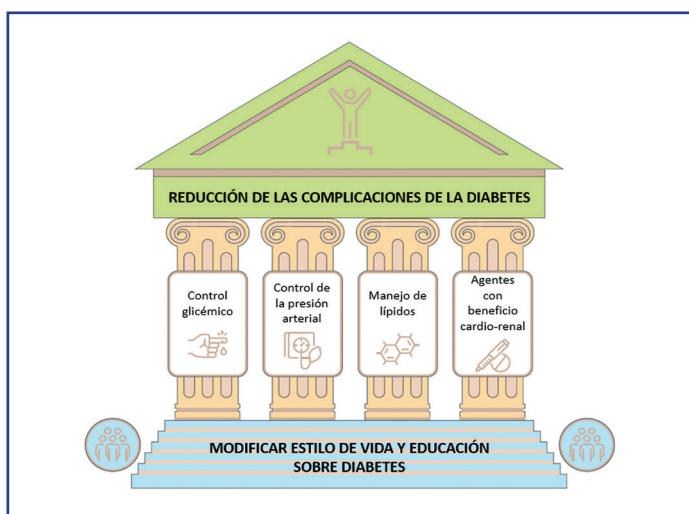 REDUCCIÓN DE LAS COMPLICACIONES DE LA DIABETES
Control
glicémico
Control de
la presión
arterial
Manejo de
lípidos
Agentes
con
beneficio
cardio-renal
MODIFICAR ESTILO DE VIDA Y EDUCACIÓN
SOBRE DIABETES